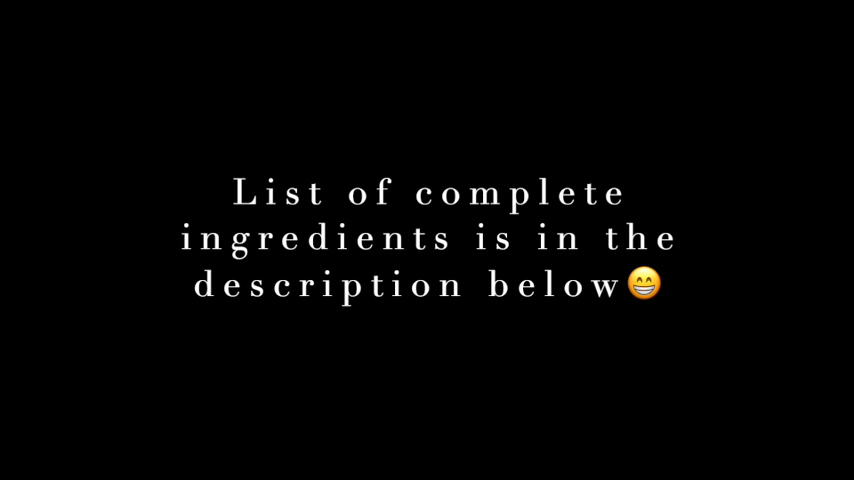 List of complete
ingredients is in the
description below😁